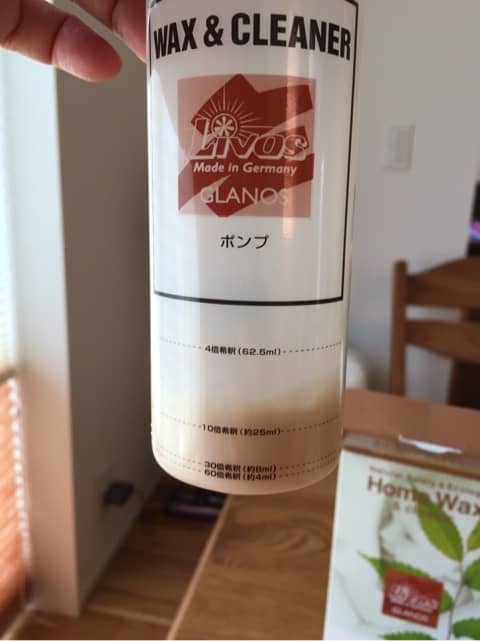 WAX & CLEANER
Livos
Made in Germany
GLANOS
ポンプ
4倍希釈(62.5ml)
10倍希釈(約25ml)
30倍希釈(約8ml)
60倍希釈(約4ml)
Home Wax
GLANOS